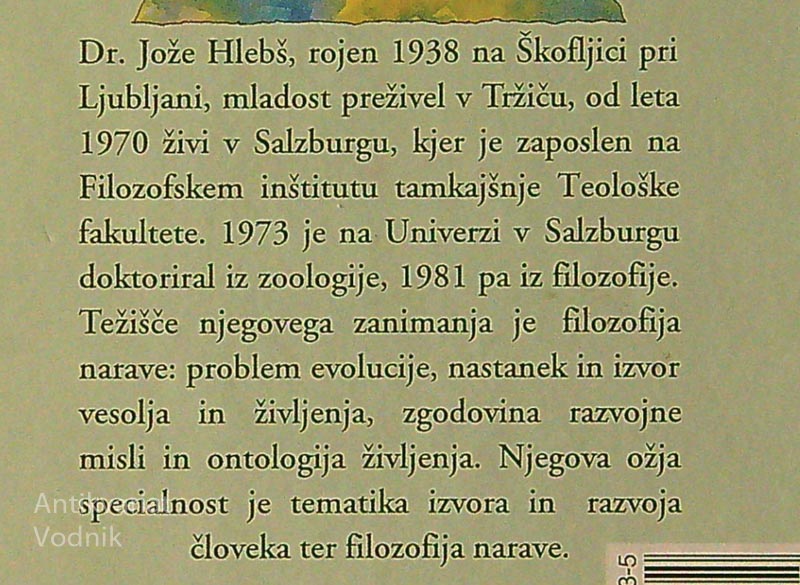 Dr. Jože Hlebš, rojen 1938 na Škofljici pri
Ljubljani, mladost preživel v Tržiču, od leta
1970 živi v Salzburgu, kjer je zaposlen na
Filozofskem inštitutu tamkajšnje Teološke
fakultete. 1973 je na Univerzi v Salzburgu
doktoriral iz zoologije, 1981 pa iz filozofije.
Težišče njegovega zanimanja je filozofija
narave: problem evolucije, nastanek in izvor
vesolja in življenja, zgodovina razvojne
misli in ontologija življenja. Njegova ožja
specialnost je tematika izvora in razvoja
človeka ter filozofija narave.
Vodnik
3-5